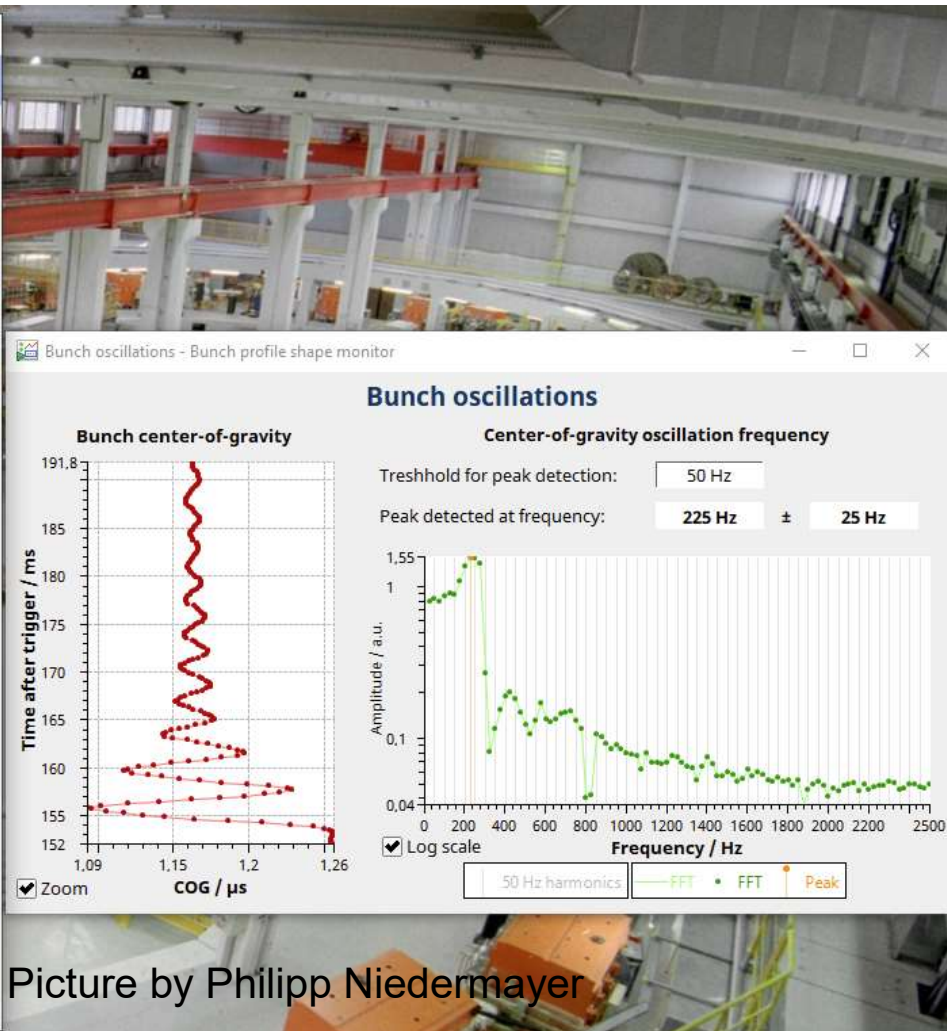 Bunch oscillations - Bunch profile shape monitor
Bunch oscillations
Bunch center-of-gravity
191.8
185
180
175
170
165
160
155
152
Time after trigger / ms
1,09
1,15
1,2
1,26
COG / µs
Zoom
Center-of-gravity oscillation frequency
Treshhold for peak detection: 50 Hz
Peak detected at frequency: 225 Hz ± 25 Hz
1,55
1
0,1
0,04
Amplitude / a.u.
0 200 400 600 800 1000 1200 1400 1600 1800 2000 2200 2500
Log scale
Frequency / Hz
50 Hz harmonics FFT FFT Peak
Picture by Philipp Niedermayer